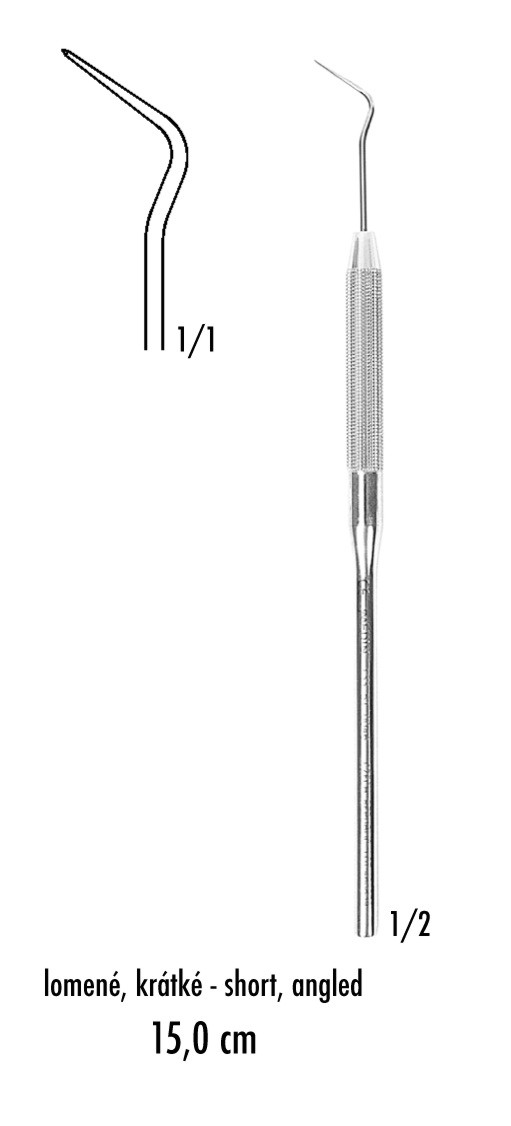 1/1
1/2
lomené, krátké - short, angled
15,0 cm